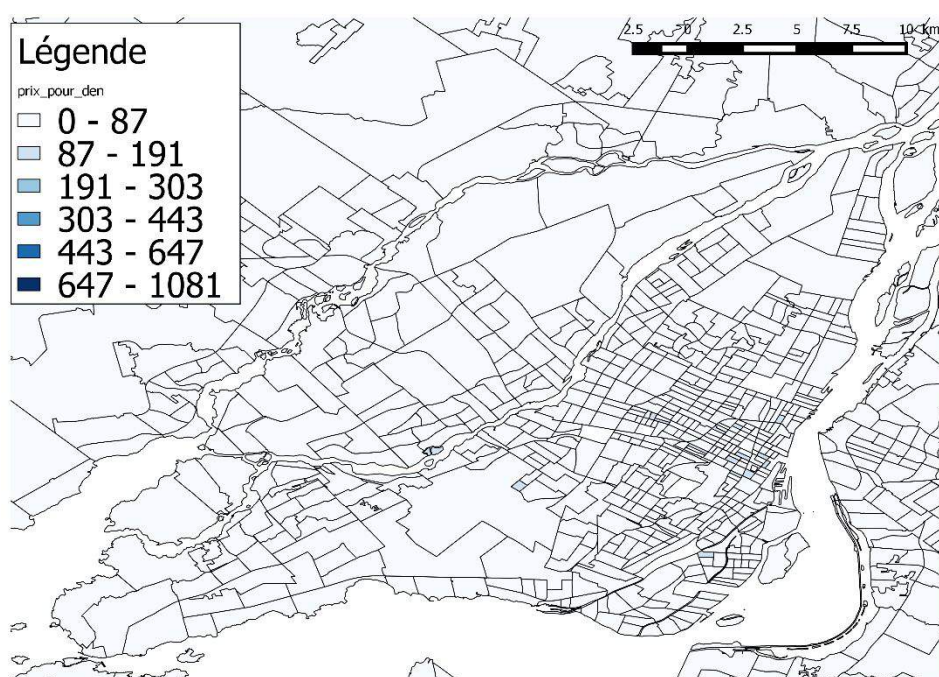 Légende
prix_pour_den
0 - 87
87 - 191
191 - 303
303 - 443
443 - 647
647 - 1081
2.5 0 2.5 5 7.5 10 km